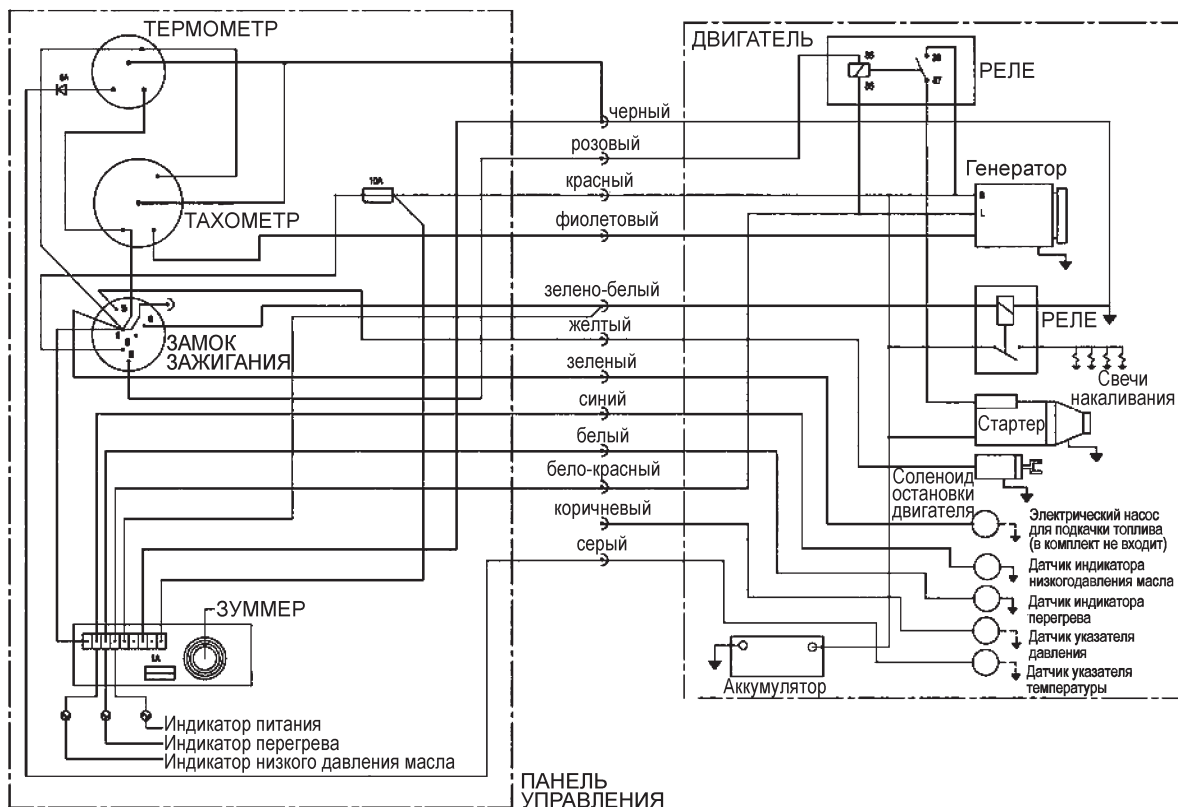 ТЕРМОМЕТР
ТАХОМЕТР
10А
ЗАМОК
ЗАЖИГАНИЯ
ЗУММЕР
Индикатор питания
Индикатор перегрева
Индикатор низкого давления масла
ПАНЕЛЬ
УПРАВЛЕНИЯ
черный
розовый
красный
фиолетовый
зелено-белый
желтый
зеленый
синий
белый
бело-красный
коричневый
серый
ДВИГАТЕЛЬ
РЕЛЕ
Генератор
B
L
РЕЛЕ
Свечи
накаливания
Стартер
Соленоид
остановки
двигателя
Электрический насос
для подкачки топлива
(в комплект не входит)
Датчик индикатора
низкогодавления масла
Датчик индикатора
перегрева
Датчик указателя
давления
Датчик указателя
температуры
Аккумулятор